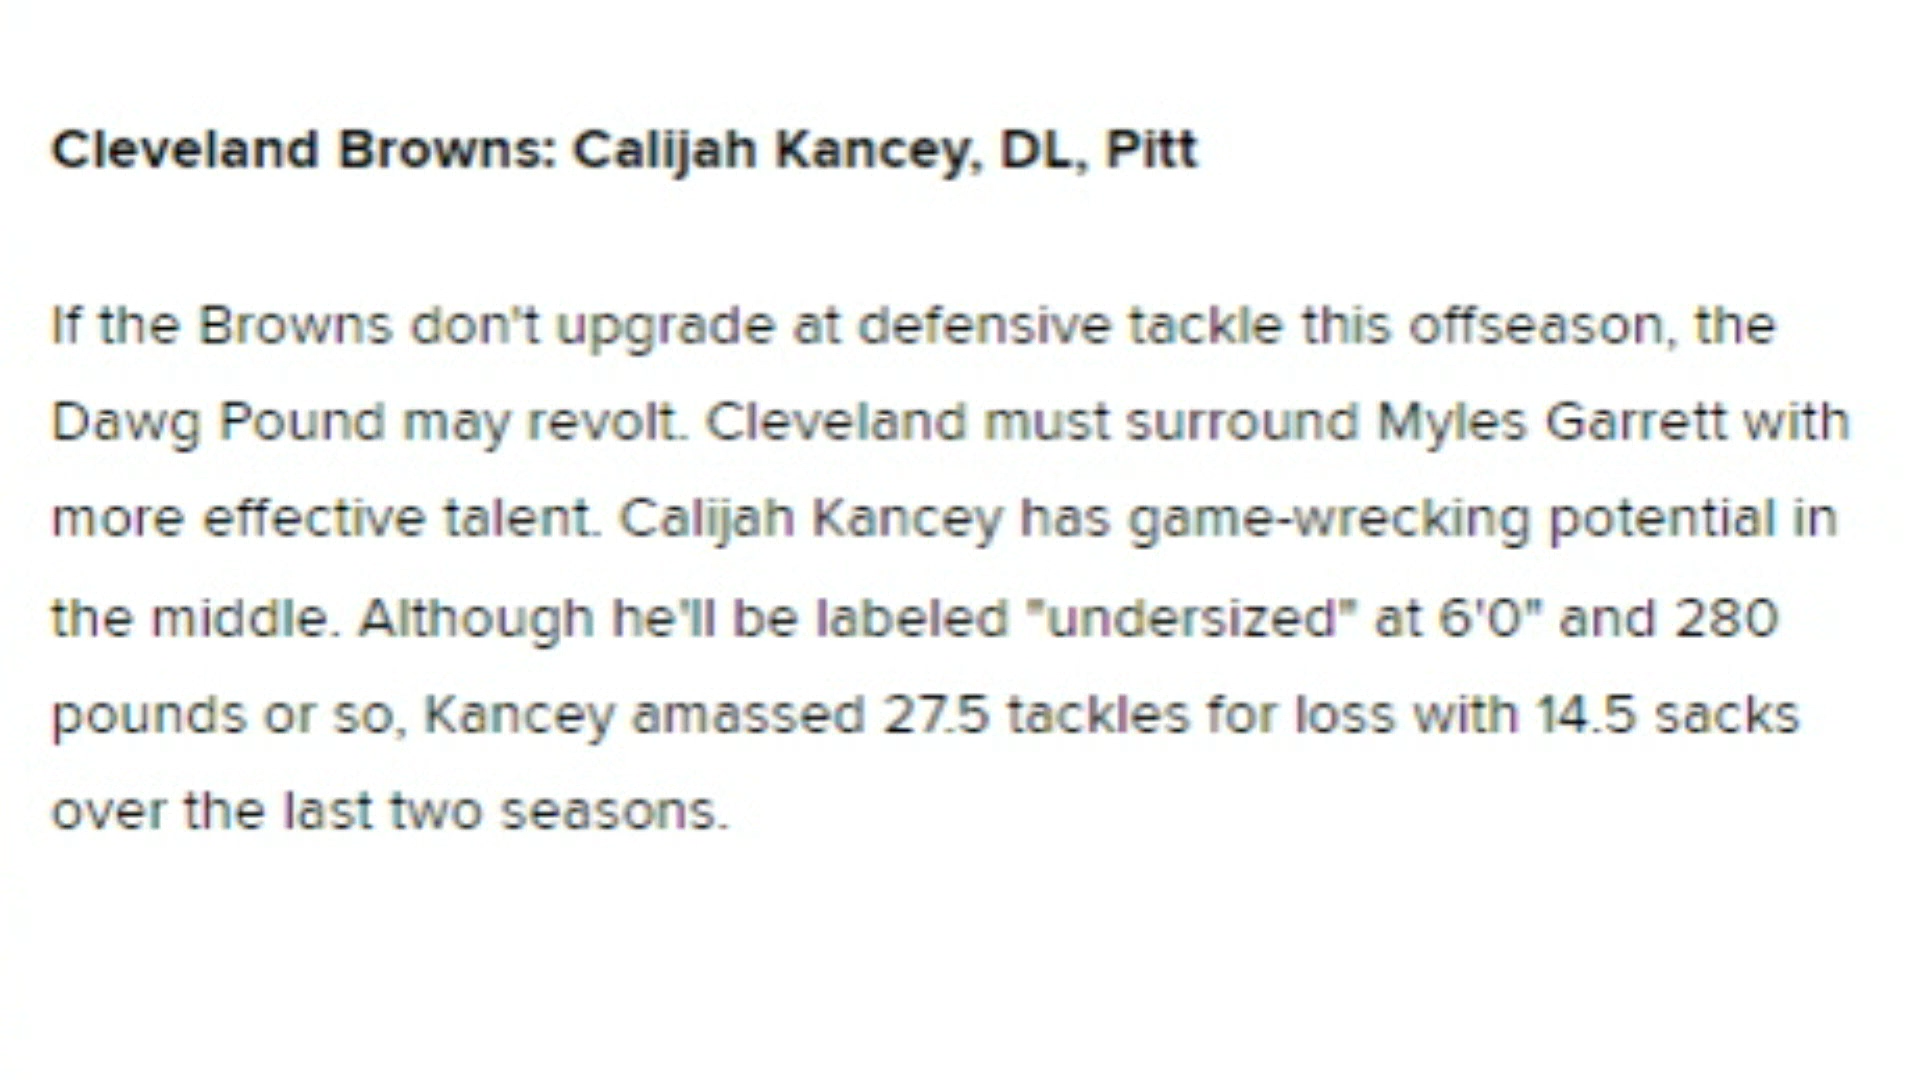 Cleveland Browns: Calijah Kancey, DL, Pitt
If the Browns don't upgrade at defensive tackle this offseason, the
Dawg Pound may revolt. Cleveland must surround Myles Garrett with
more effective talent. Calijah Kancey has game-wrecking potential in
the middle. Although he'll be labeled "undersized" at 6'0" and 280
pounds or so, Kancey amassed 27.5 tackles for loss with 14.5 sacks
over the last two seasons.